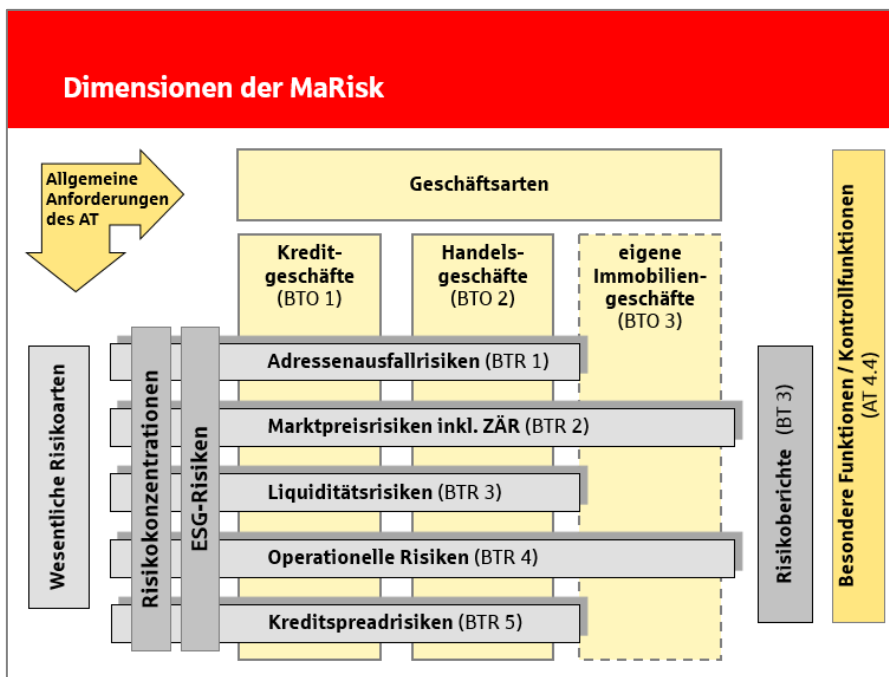 Dimensionen der MaRisk
Allgemeine
Anforderungen
des AT
Geschäftsarten
Kredit-
geschäfte
(BTO 1)
Handels-
geschäfte
(BTO 2)
eigene
Immobilien-
geschäfte
(BTO 3)
Wesentliche Risikoarten
Risikokonzentrationen
ESG-Risiken
Adressenausfallrisiken (BTR 1)
Marktpreisrisiken inkl. ZÄR (BTR 2)
Liquiditätsrisiken (BTR 3)
Operationelle Risiken (BTR 4)
Kreditspreadrisiken (BTR 5)
Risikoberichte (BT 3)
Besondere Funktionen / Kontrollfunktionen
(AT 4.4)